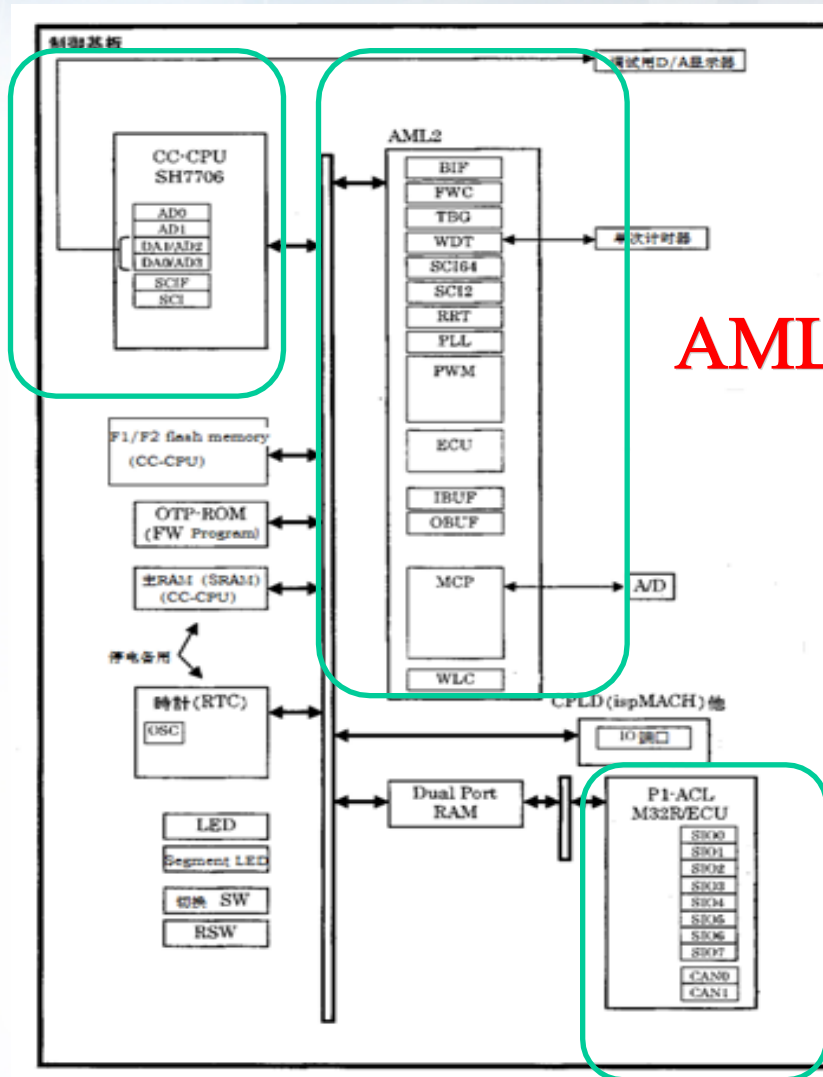 制御基板
调试用D/A显示器
CC-CPU
SH7706
AD0
AD1
DA1/AD2
DA0/AD3
SCIF
SCI
AML2
BIF
FWC
TBG
WDT
SCI64
SCI2
RRT
PLL
PWM
ECU
IBUF
OBUF
MCP
WLC
单次计时器
AML
A/D
F1/F2 flash memory
(CC-CPU)
OTP-ROM
(FW Program)
主RAM (SRAM)
(CC-CPU)
停电备用
時計(RTC)
OSC
CPLD(ispMACH)他
IO端口
Dual Port
RAM
P1-ACL
M32R/ECU
SIO0
SIO1
SIO2
SIO3
SIO4
SIO5
SIO6
SIO7
CAN0
CAN1
LED
Segment LED
切换 SW
RSW